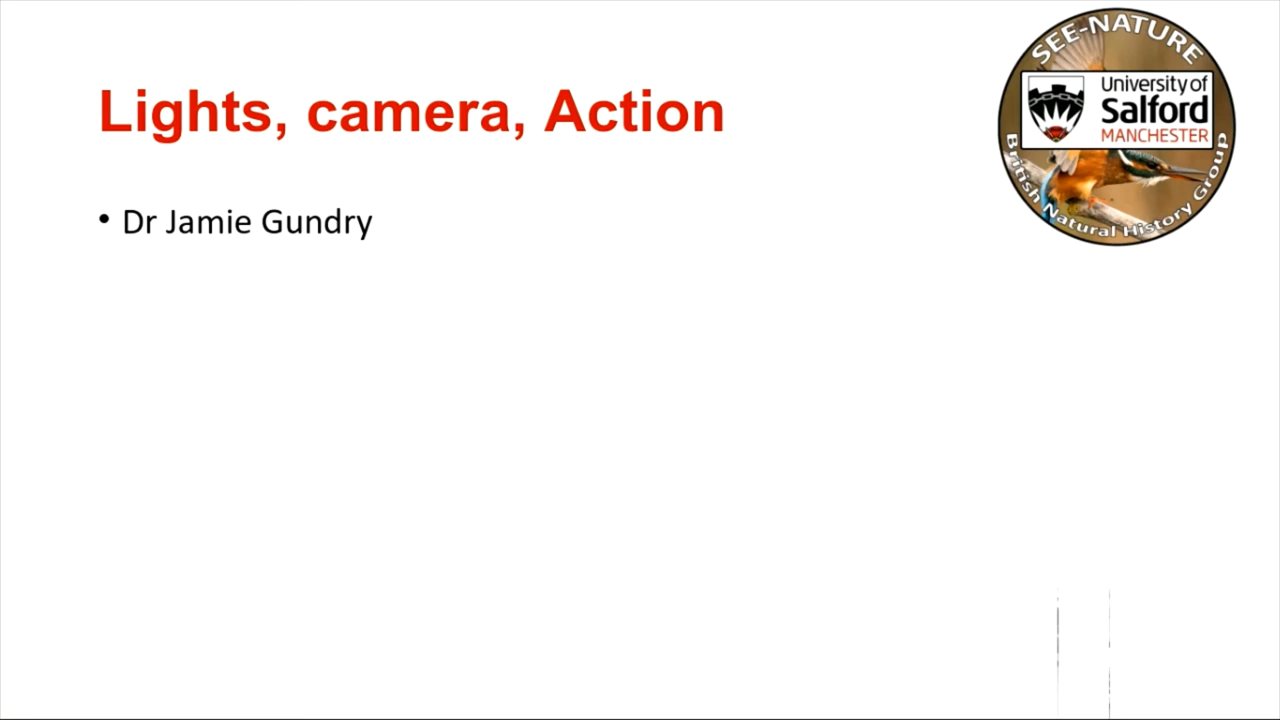 Lights, camera, Action
• Dr Jamie Gundry
SEE-NATURE
University of
Salford
MANCHESTER
British Natural History Group